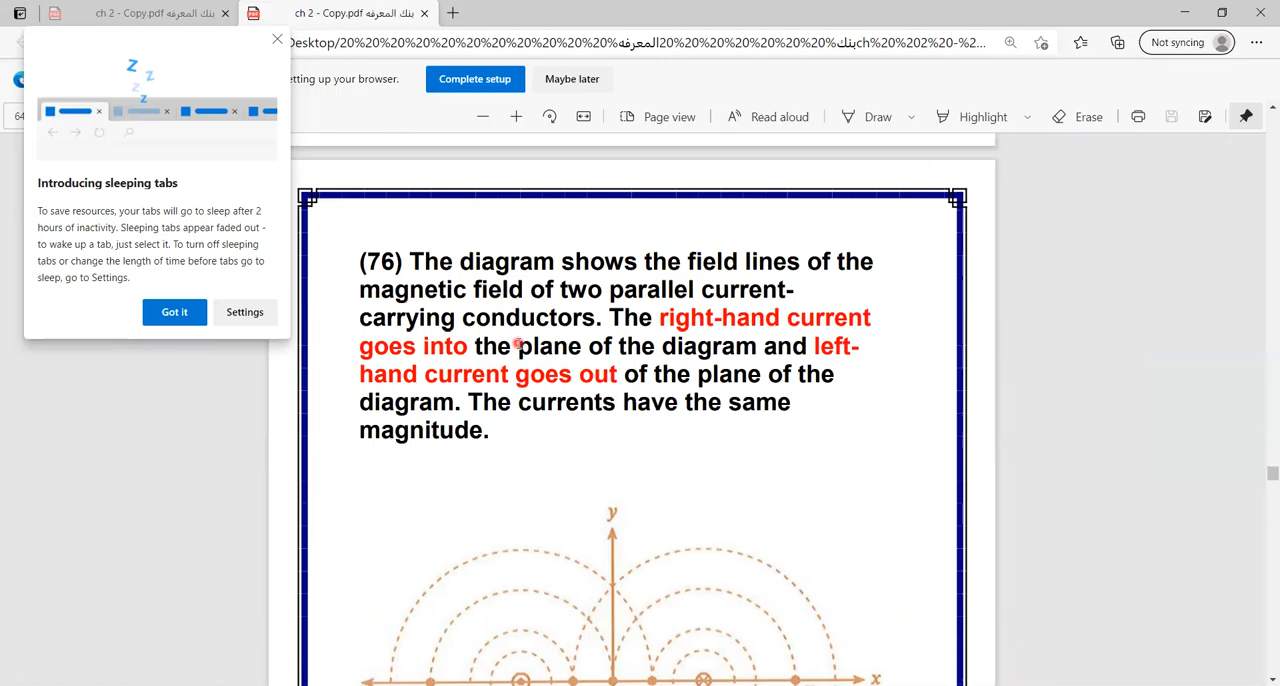 ch 2 - Copy.pdf بنك المعرفه
ch 2 - Copy.pdf بنك المعرفه
Desktop/20%20%20%20%20%20%20%20%20%20%20المعرفه%20%20%20%20%20%20%20بنكch%20%202%20-%2...
Not syncing
etting up your browser.
Complete setup
Maybe later
64
Page view
Read aloud
Draw
Highlight
Erase
z
z
z
z
Introducing sleeping tabs
To save resources, your tabs will go to sleep after 2
hours of inactivity. Sleeping tabs appear faded out -
to wake up a tab, just select it. To turn off sleeping
tabs or change the length of time before tabs go to
sleep, go to Settings.
Got it
Settings
(76) The diagram shows the field lines of the
magnetic field of two parallel current-
carrying conductors. The right-hand current
goes into the plane of the diagram and left-
hand current goes out of the plane of the
diagram. The currents have the same
magnitude.
y
x